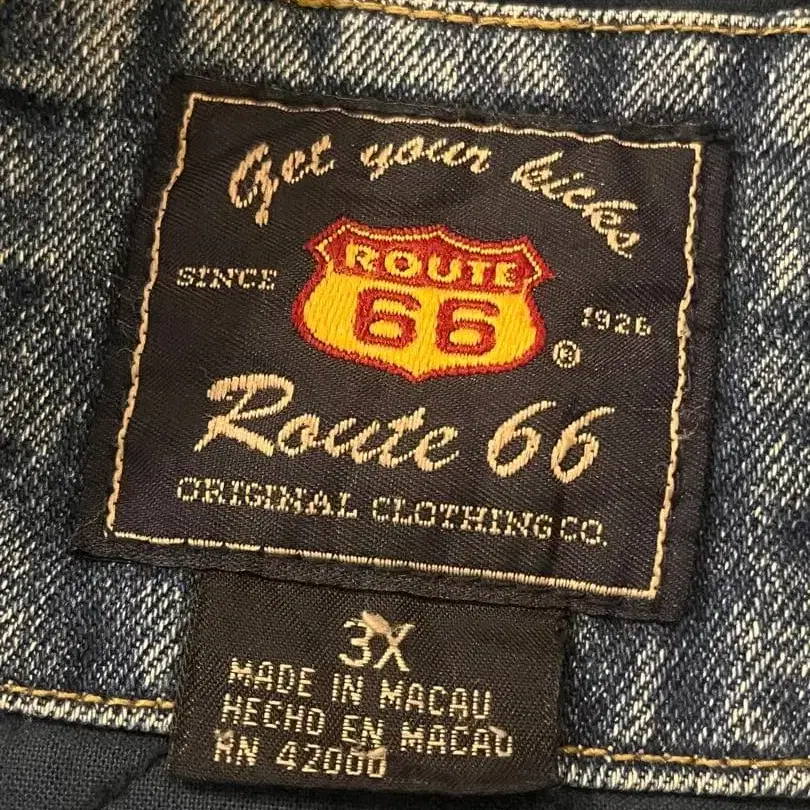 Get your kicks
ROUTE
66
SINCE 1926
®
Route 66
ORIGINAL CLOTHING CO.
3X
MADE IN MACAU
HECHO EN MACAU
RN 42000